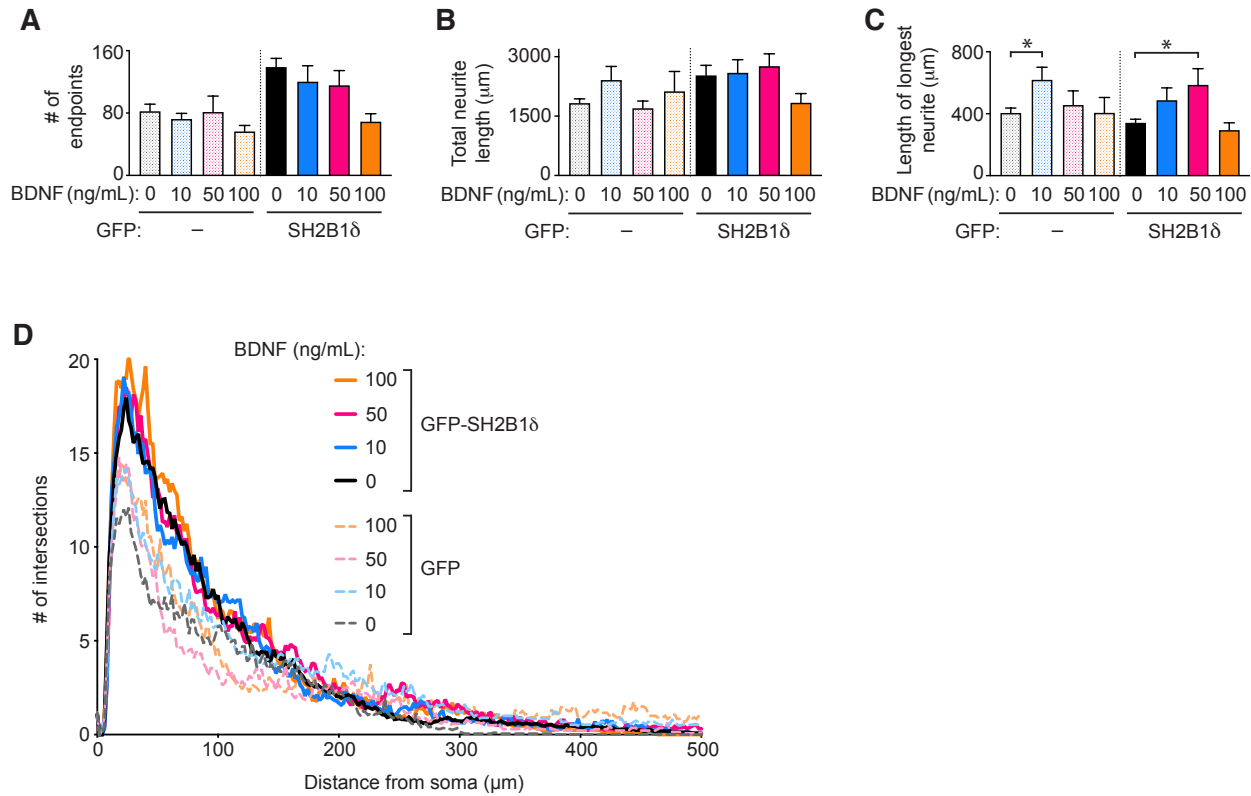 A
# of
endpoints
160
80
0
BDNF (ng/mL): 0 10 50 100 0 10 50 100
GFP: – SH2B1δ
B
Total neurite
length (μm)
3000
1500
0
BDNF (ng/mL): 0 10 50 100 0 10 50 100
GFP: – SH2B1δ
C
Length of longest
neurite (μm)
800
400
0
* *
BDNF (ng/mL): 0 10 50 100 0 10 50 100
GFP: – SH2B1δ
D
# of intersections
20
15
10
5
0
BDNF (ng/mL):
100
50
10
0
GFP-SH2B1δ
100
50
10
0
GFP
0 100 200 300 400 500
Distance from soma (μm)